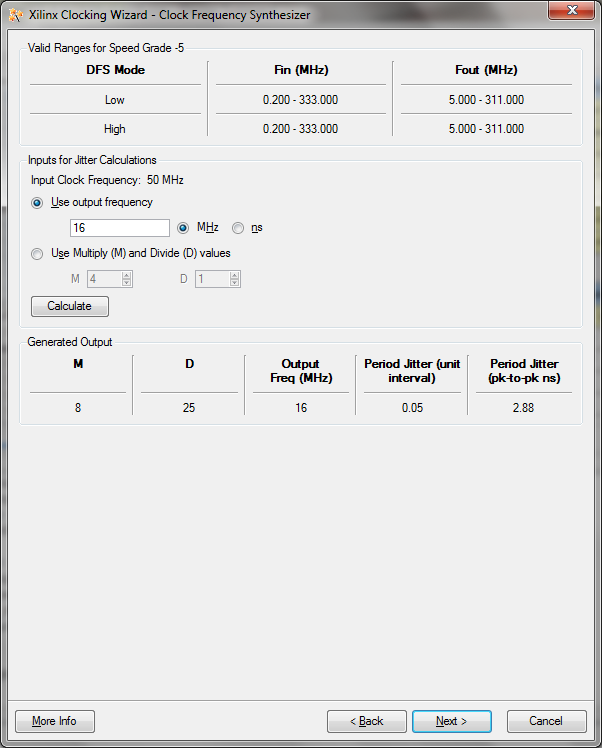 Xilinx Clocking Wizard - Clock Frequency Synthesizer
Valid Ranges for Speed Grade -5
DFS Mode Fin (MHz) Fout (MHz)
Low 0.200 - 333.000 5.000 - 311.000
High 0.200 - 333.000 5.000 - 311.000
Inputs for Jitter Calculations
Input Clock Frequency: 50 MHz
Use output frequency
16 MHz ns
Use Multiply (M) and Divide (D) values
M 4 D 1
Calculate
Generated Output
M D Output Period Jitter (unit Period Jitter
Freq (MHz) interval) (pk-to-pk ns)
8 25 16 0.05 2.88
More Info < Back Next > Cancel